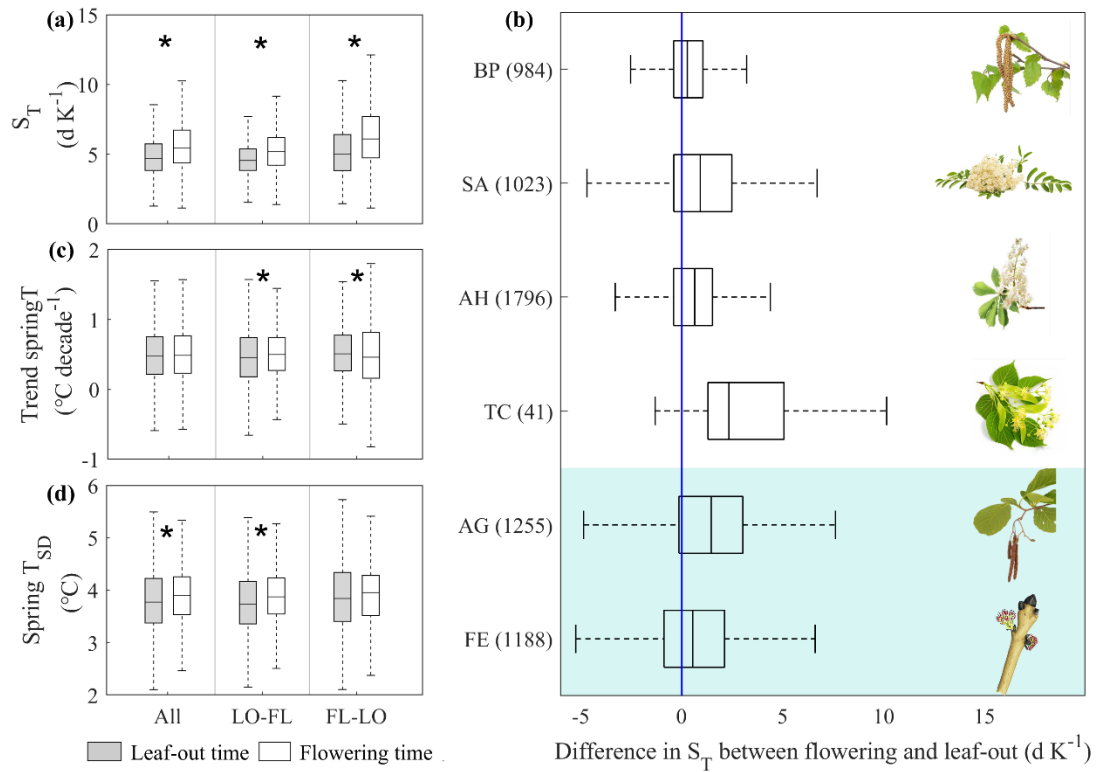 (a)
15
10
5
0
S_T
(d K⁻¹)
*
*
*
(c)
2
1
0
-1
Trend springT
(°C decade⁻¹)
*
*
(d)
6
5
4
3
2
Spring T_SD
(°C)
*
*
All
LO-FL
FL-LO
Leaf-out time
Flowering time
(b)
BP (984)
SA (1023)
AH (1796)
TC (41)
AG (1255)
FE (1188)
-5
0
5
10
15
Difference in S_T between flowering and leaf-out (d K⁻¹)